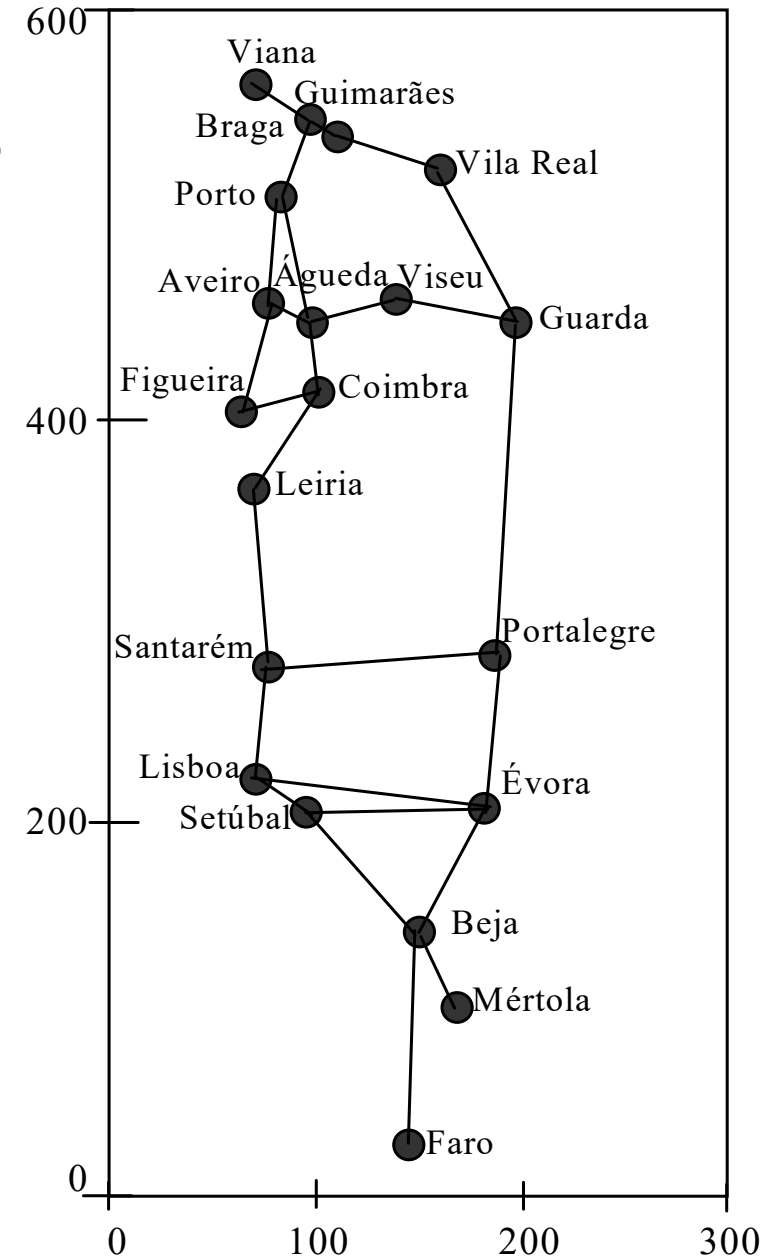 600
Viana
Guimarães
Braga
Vila Real
Porto
Águeda
Viseu
Aveiro
Guarda
Figueira
Coimbra
400
Leiria
Portalegre
Santarém
Lisboa
Évora
Setúbal
200
Beja
Mértola
Faro
0
0 100 200 300